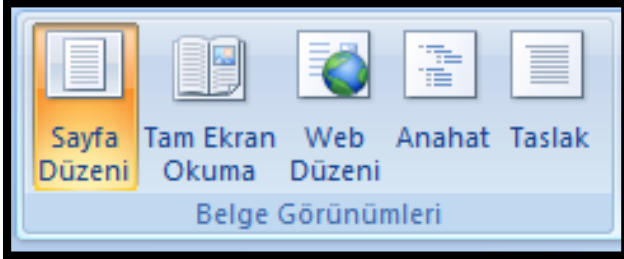 Sayfa Düzeni
Tam Ekran Okuma
Web Düzeni
Anahat
Taslak
Belge Görünümleri